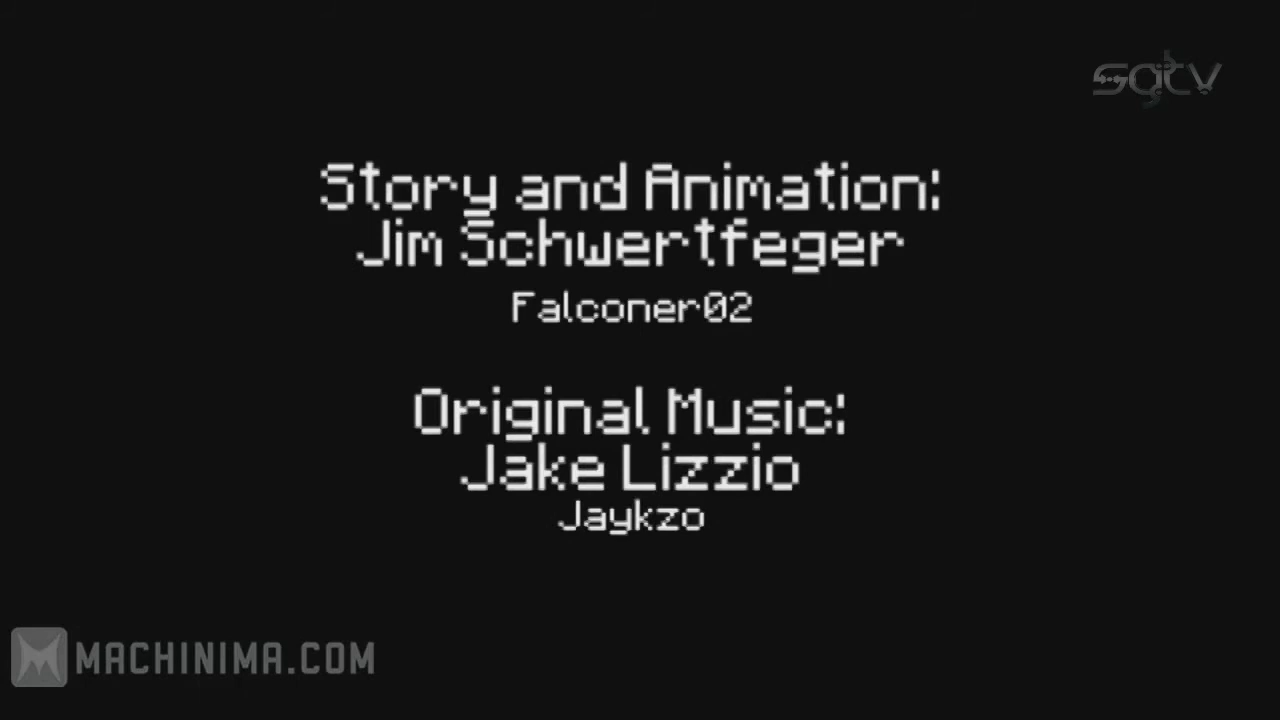 sgtv
Story and Animation:
Jim Schwertfeger
Falconer02
Original Music:
Jake Lizzio
Jaykzo
MACHINIMA.COM